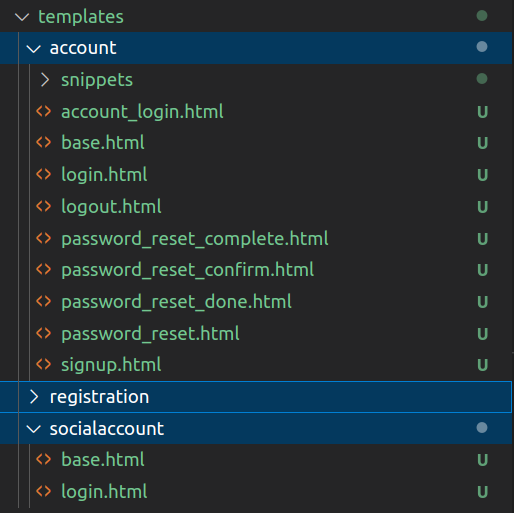 templates
account
snippets
account_login.html U
base.html U
login.html U
logout.html U
password_reset_complete.html U
password_reset_confirm.html U
password_reset_done.html U
password_reset.html U
signup.html U
registration
socialaccount
base.html U
login.html U